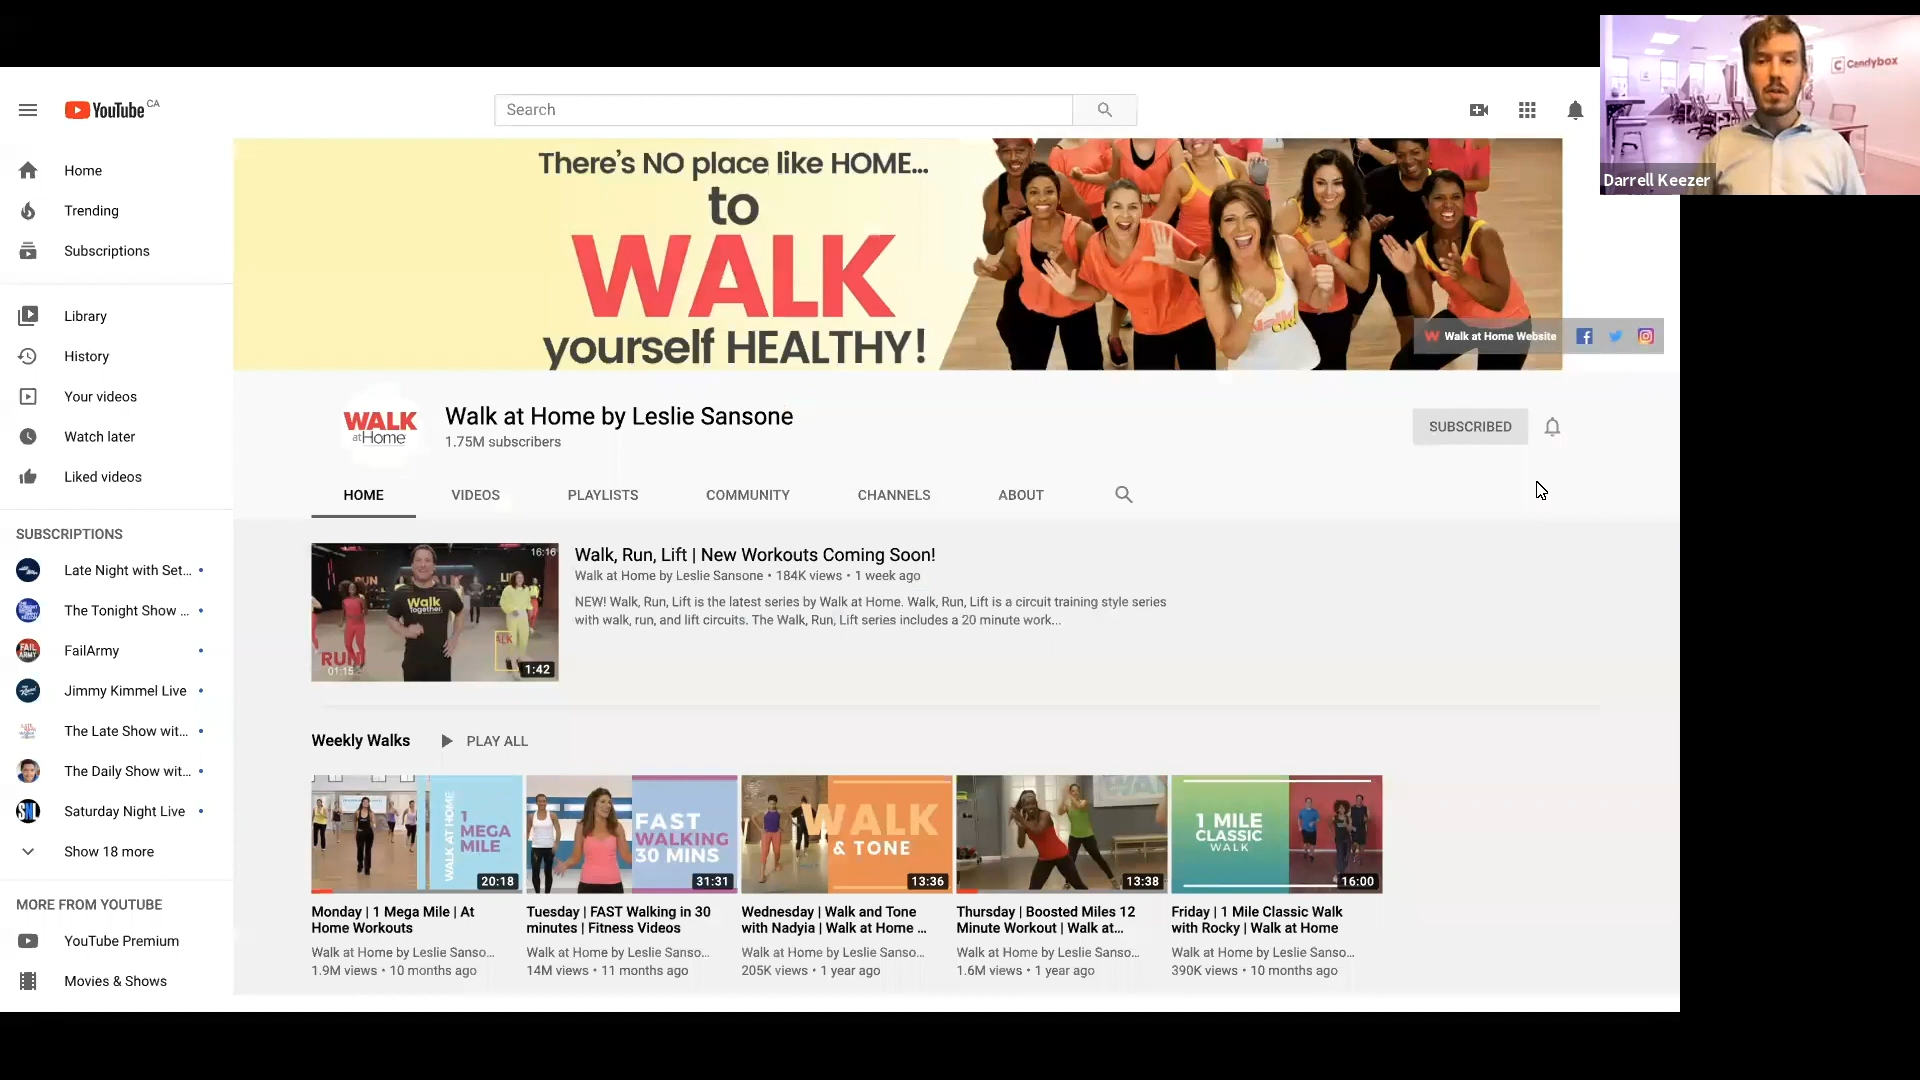 YouTube CA
Search
Candybox
Darrell Keezer
Home
Trending
Subscriptions
Library
History
Your videos
Watch later
Liked videos
SUBSCRIPTIONS
Late Night with Set...
The Tonight Show ...
FailArmy
Jimmy Kimmel Live
The Late Show wit...
The Daily Show wit...
Saturday Night Live
Show 18 more
MORE FROM YOUTUBE
YouTube Premium
Movies & Shows
There's NO place like HOME...
to
WALK
yourself HEALTHY!
Walk at Home Website
WALK
at Home
Walk at Home by Leslie Sansone
1.75M subscribers
SUBSCRIBED
HOME VIDEOS PLAYLISTS COMMUNITY CHANNELS ABOUT
16:16
Walk
Together.
RUN
01:15
1:42
Walk, Run, Lift | New Workouts Coming Soon!
Walk at Home by Leslie Sansone • 184K views • 1 week ago
NEW! Walk, Run, Lift is the latest series by Walk at Home. Walk, Run, Lift is a circuit training style series
with walk, run, and lift circuits. The Walk, Run, Lift series includes a 20 minute work...
Weekly Walks PLAY ALL
WALK AT HOME
1
MEGA
MILE
20:18
Monday | 1 Mega Mile | At
Home Workouts
Walk at Home by Leslie Sanso...
1.9M views • 10 months ago
FAST
WALKING
30 MINS
31:31
Tuesday | FAST Walking in 30
minutes | Fitness Videos
Walk at Home by Leslie Sanso...
14M views • 11 months ago
WALK
& TONE
13:36
Wednesday | Walk and Tone
with Nadyia | Walk at Home ...
Walk at Home by Leslie Sanso...
205K views • 1 year ago
13:38
Thursday | Boosted Miles 12
Minute Workout | Walk at...
Walk at Home by Leslie Sanso...
1.6M views • 1 year ago
1 MILE
CLASSIC
WALK
16:00
Friday | 1 Mile Classic Walk
with Rocky | Walk at Home
Walk at Home by Leslie Sanso...
390K views • 10 months ago